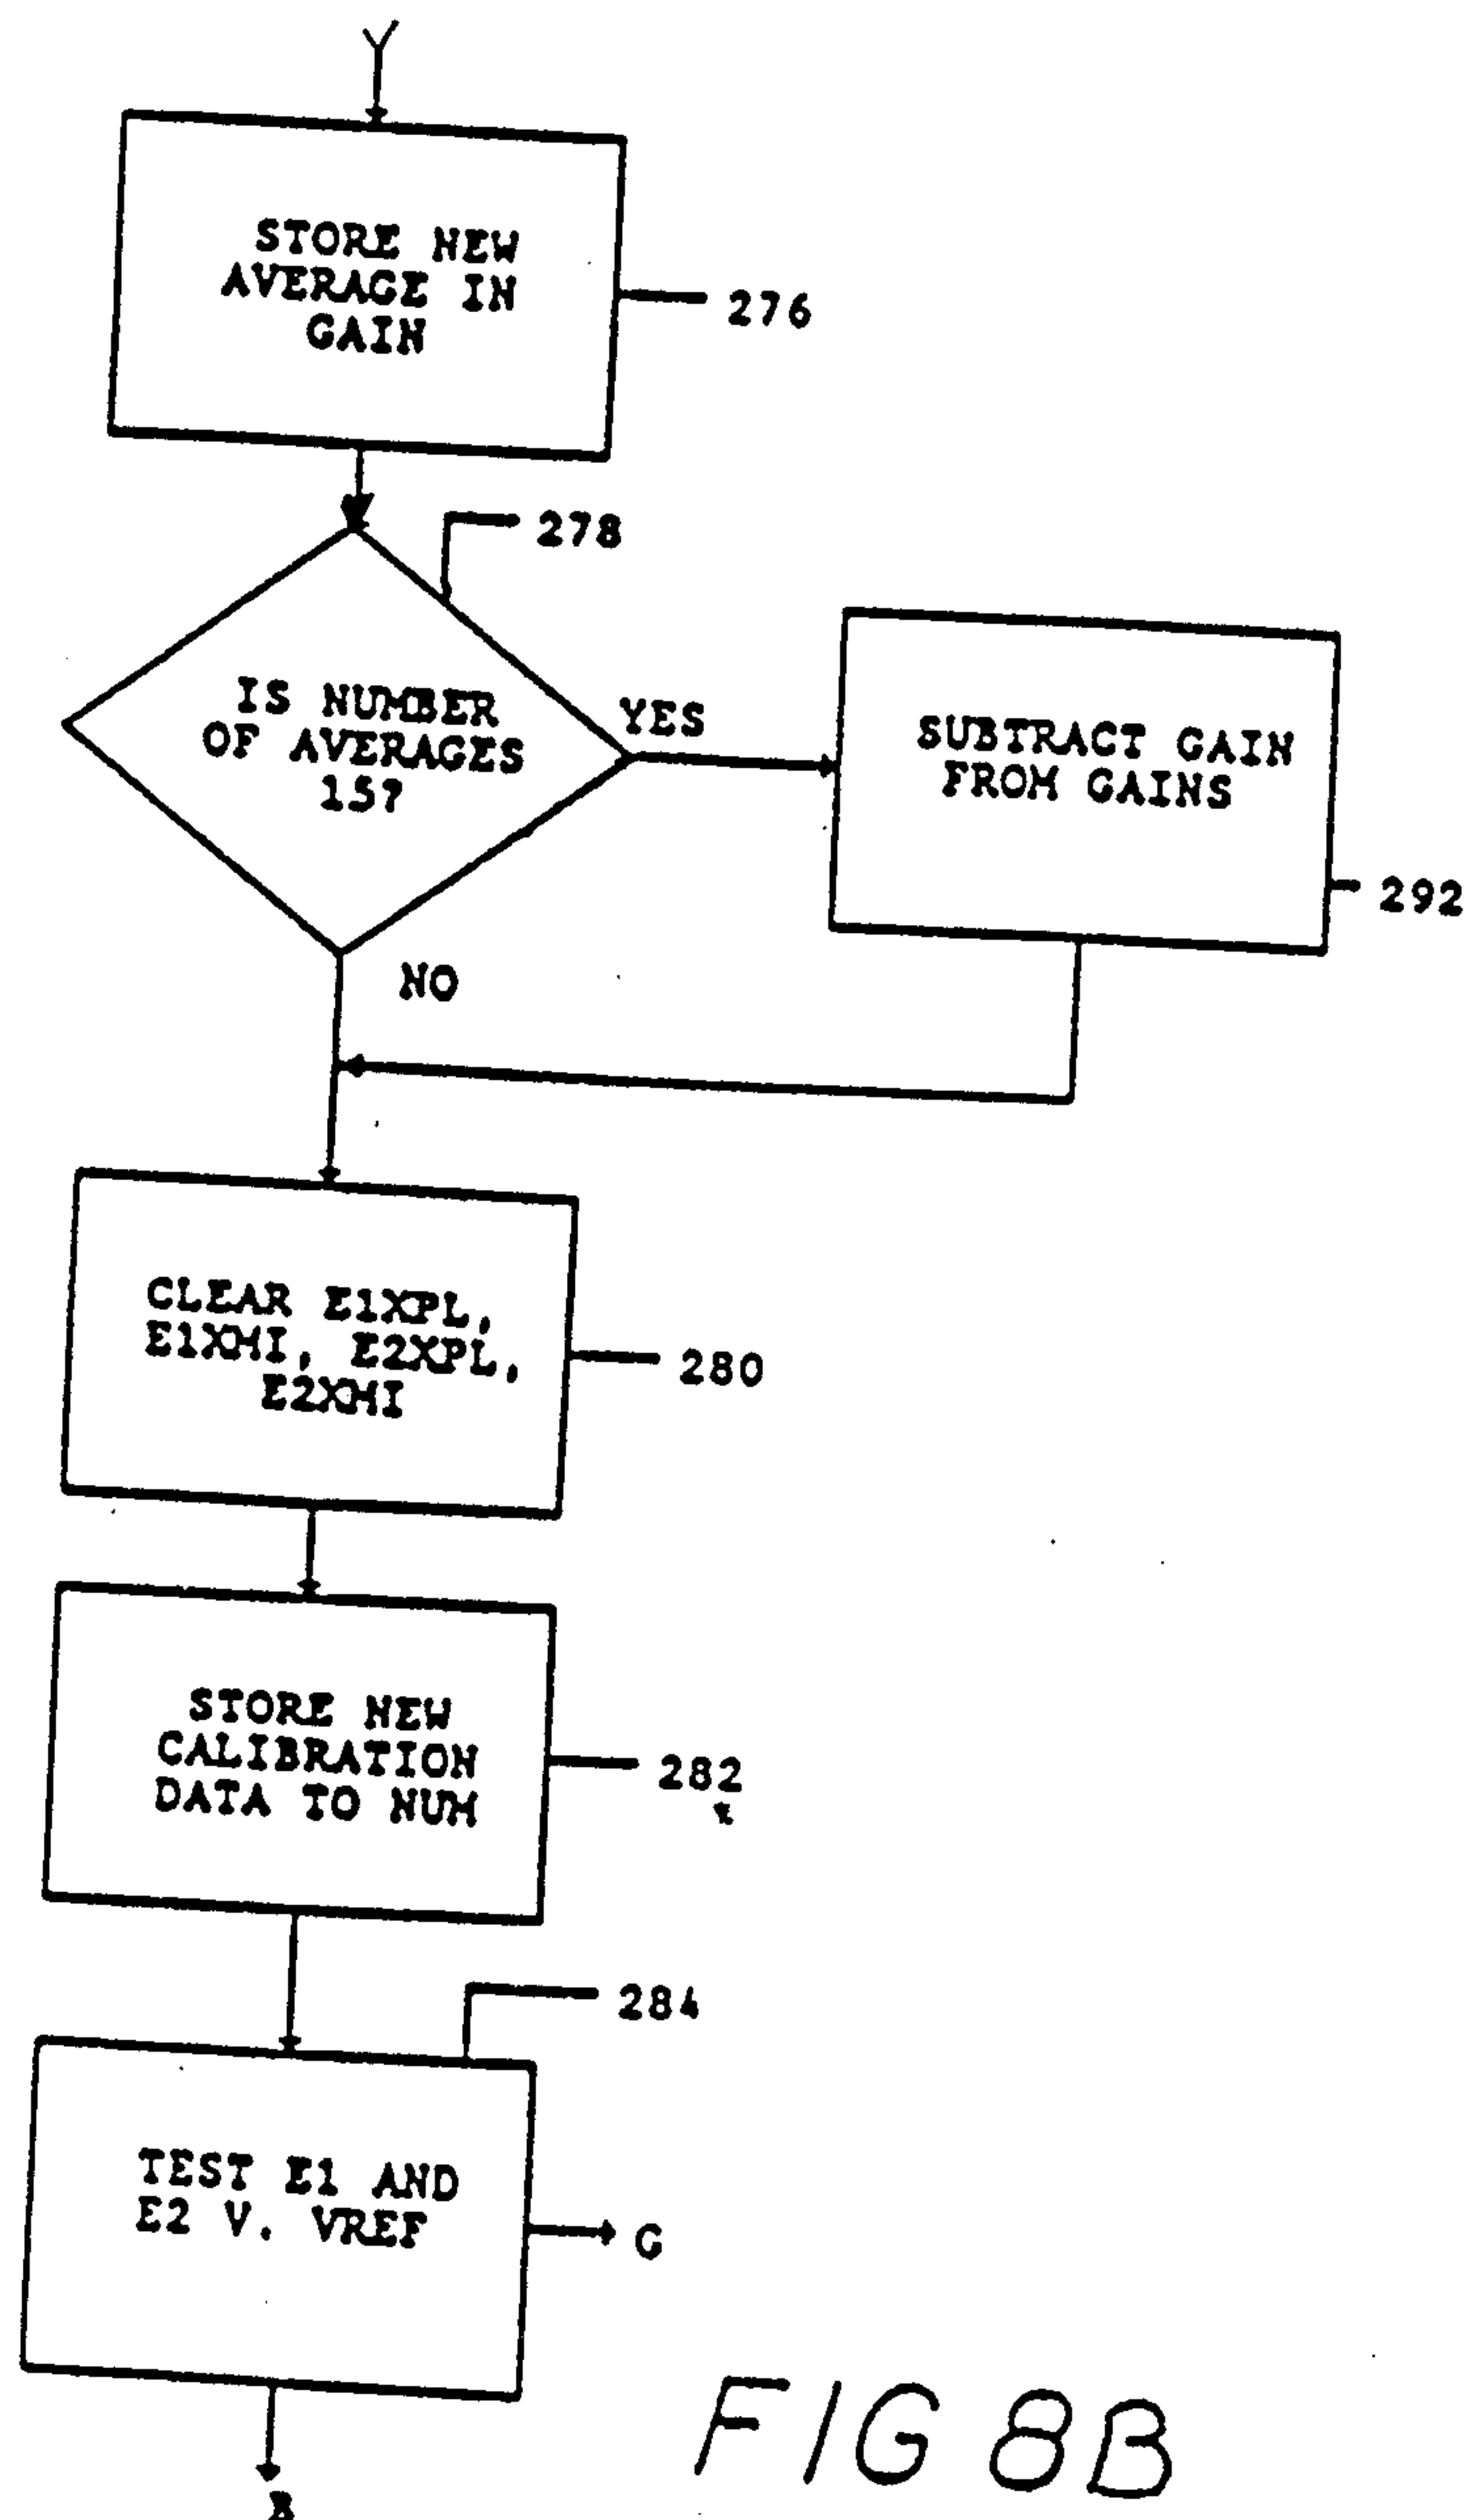 Y
STORE NEW
AVERAGE IN
GAIN
276
278
IS NUMBER
OF AVERAGES
15?
YES
SUBTRACT GAIN
FROM GAINS
292
NO
CLEAR E1XPL,
E1XMI, E2XPL,
E2XMI
280
STORE NEW
CALIBRATION
DATA TO NUM
282
284
TEST E1 AND
E2 V. VREF
G
FIG 8B